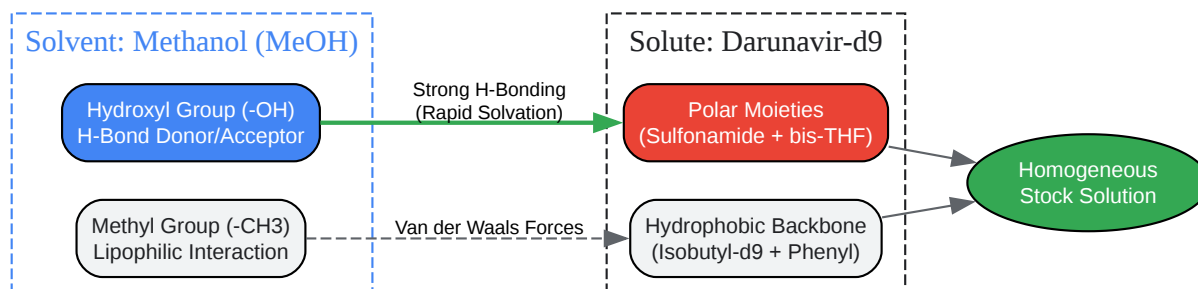 Solvent: Methanol (MeOH)
Solute: Darunavir-d9
Hydroxyl Group (-OH)
H-Bond Donor/Acceptor
Strong H-Bonding
(Rapid Solvation)
Polar Moieties
(Sulfonamide + bis-THF)
Homogeneous
Stock Solution
Methyl Group (-CH3)
Lipophilic Interaction
Van der Waals Forces
Hydrophobic Backbone
(Isobutyl-d9 + Phenyl)